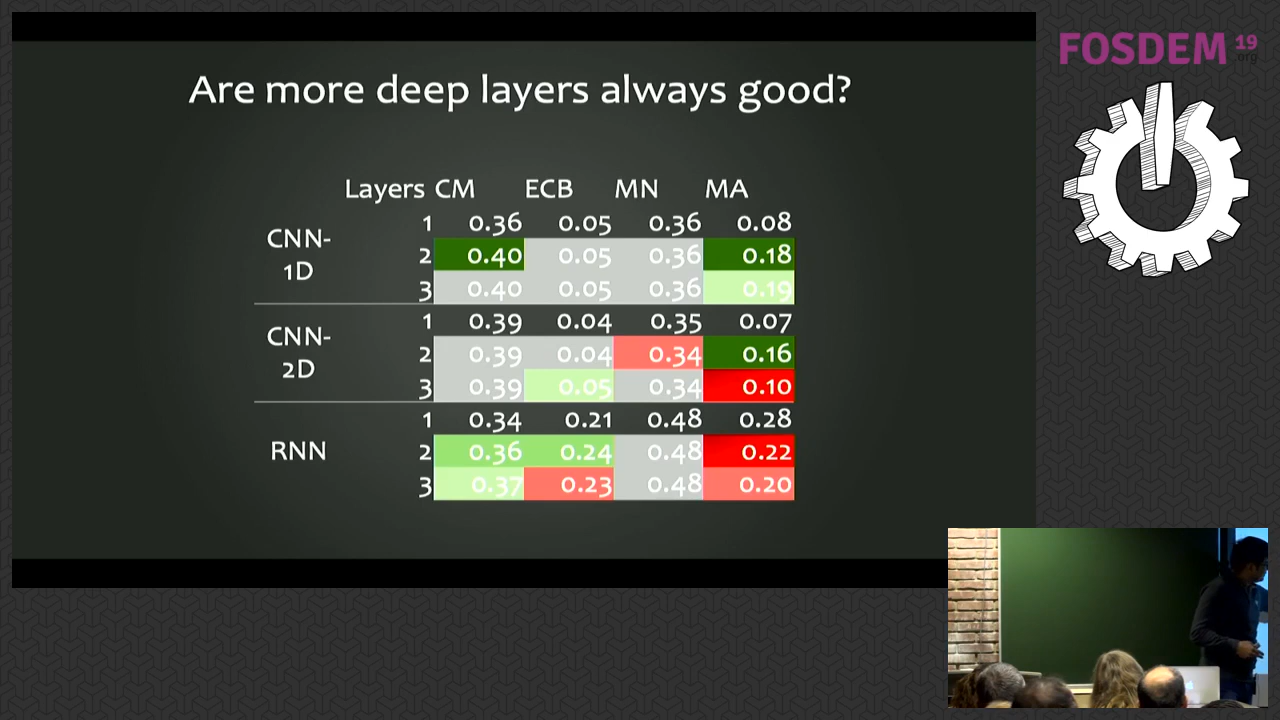 FOSDEM 19
.org
Are more deep layers always good?
Layers CM ECB MN MA
CNN-1D
1 0.36 0.05 0.36 0.08
2 0.40 0.05 0.36 0.18
3 0.40 0.05 0.36 0.19
CNN-2D
1 0.39 0.04 0.35 0.07
2 0.39 0.04 0.34 0.16
3 0.39 0.05 0.34 0.10
RNN
1 0.34 0.21 0.48 0.28
2 0.36 0.24 0.48 0.22
3 0.37 0.23 0.48 0.20